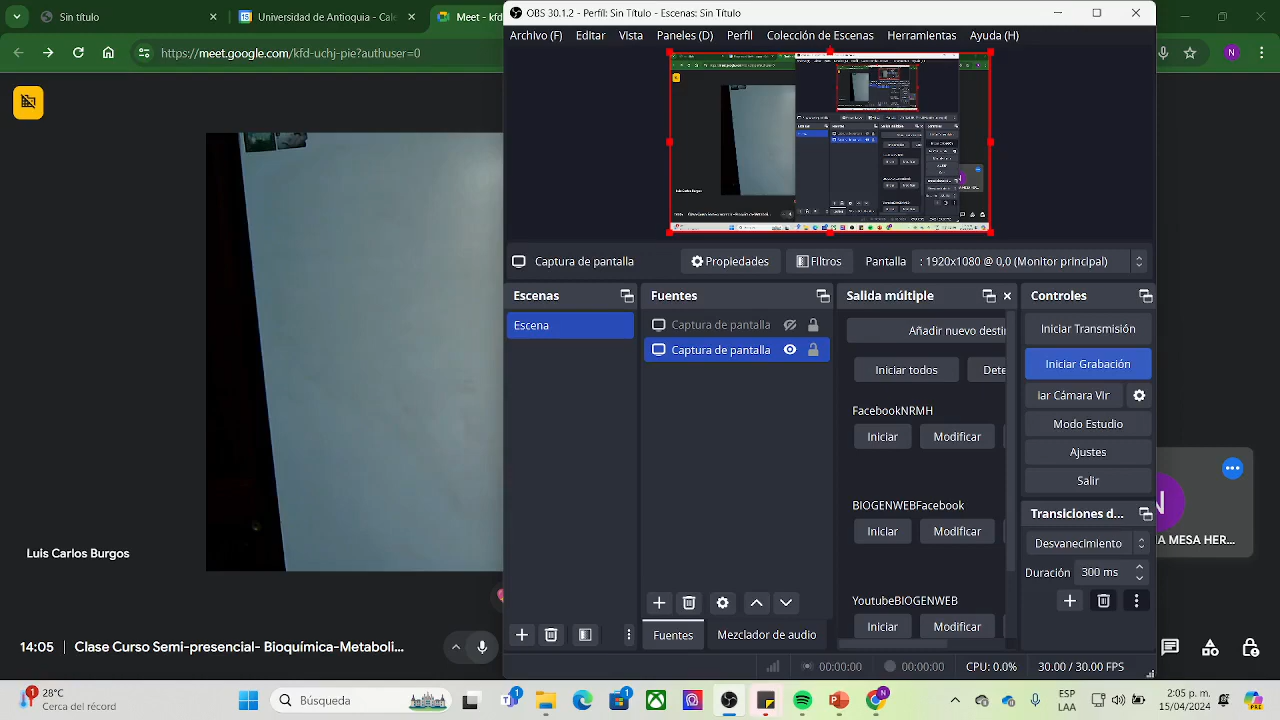 Sin título
Universidad de Antioquia - Calen
Meet - kfd-u
https://meet.google.com/kfd-uchj-pie?authuser=0
N
OBS 30.1.2 - Perfil: Sin Título - Escenas: Sin Título
Archivo (F)
Editar
Vista
Paneles (D)
Perfil
Colección de Escenas
Herramientas
Ayuda (H)
Captura de pantalla
Propiedades
Filtros
Pantalla
: 1920x1080 @ 0,0 (Monitor principal)
Escenas
Escena
Fuentes
Captura de pantalla
Captura de pantalla
Fuentes
Mezclador de audio
Salida múltiple
Añadir nuevo destin
Iniciar todos
Dete
FacebookNRMH
Iniciar
Modificar
BIOGENWEBFacebook
Iniciar
Modificar
YoutubeBIOGENWEB
Iniciar
Modificar
Controles
Iniciar Transmisión
Iniciar Grabación
iar Cámara Vir
Modo Estudio
Ajustes
Salir
Transiciones d...
Desvanecimiento
Duración
300 ms
00:00:00
00:00:00
CPU: 0.0%
30.00 / 30.00 FPS
Luis Carlos Burgos
N
A MESA HER...
14:05
Clase Curso Semi-presencial- Bioquímica-Metaboli...
1
28°C
Cerca del récord
Búsqueda
1
1
N
ESP
LAA
2:05 p. m.
15/04/2024
PRE